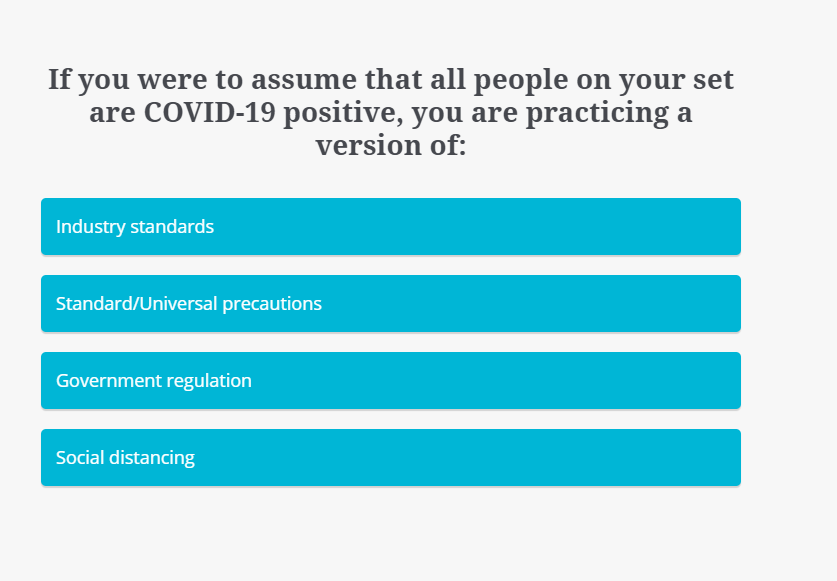 If you were to assume that all people on your set
are COVID-19 positive, you are practicing a
version of:
Industry standards
Standard/Universal precautions
Government regulation
Social distancing